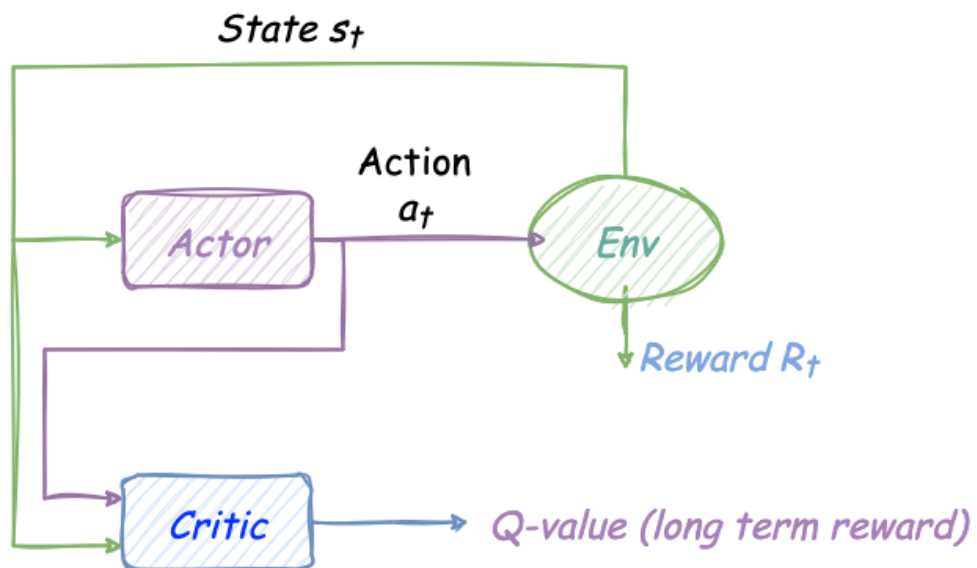 State sₜ
Action
aₜ
Actor
Env
Reward Rₜ
Critic
Q-value (long term reward)